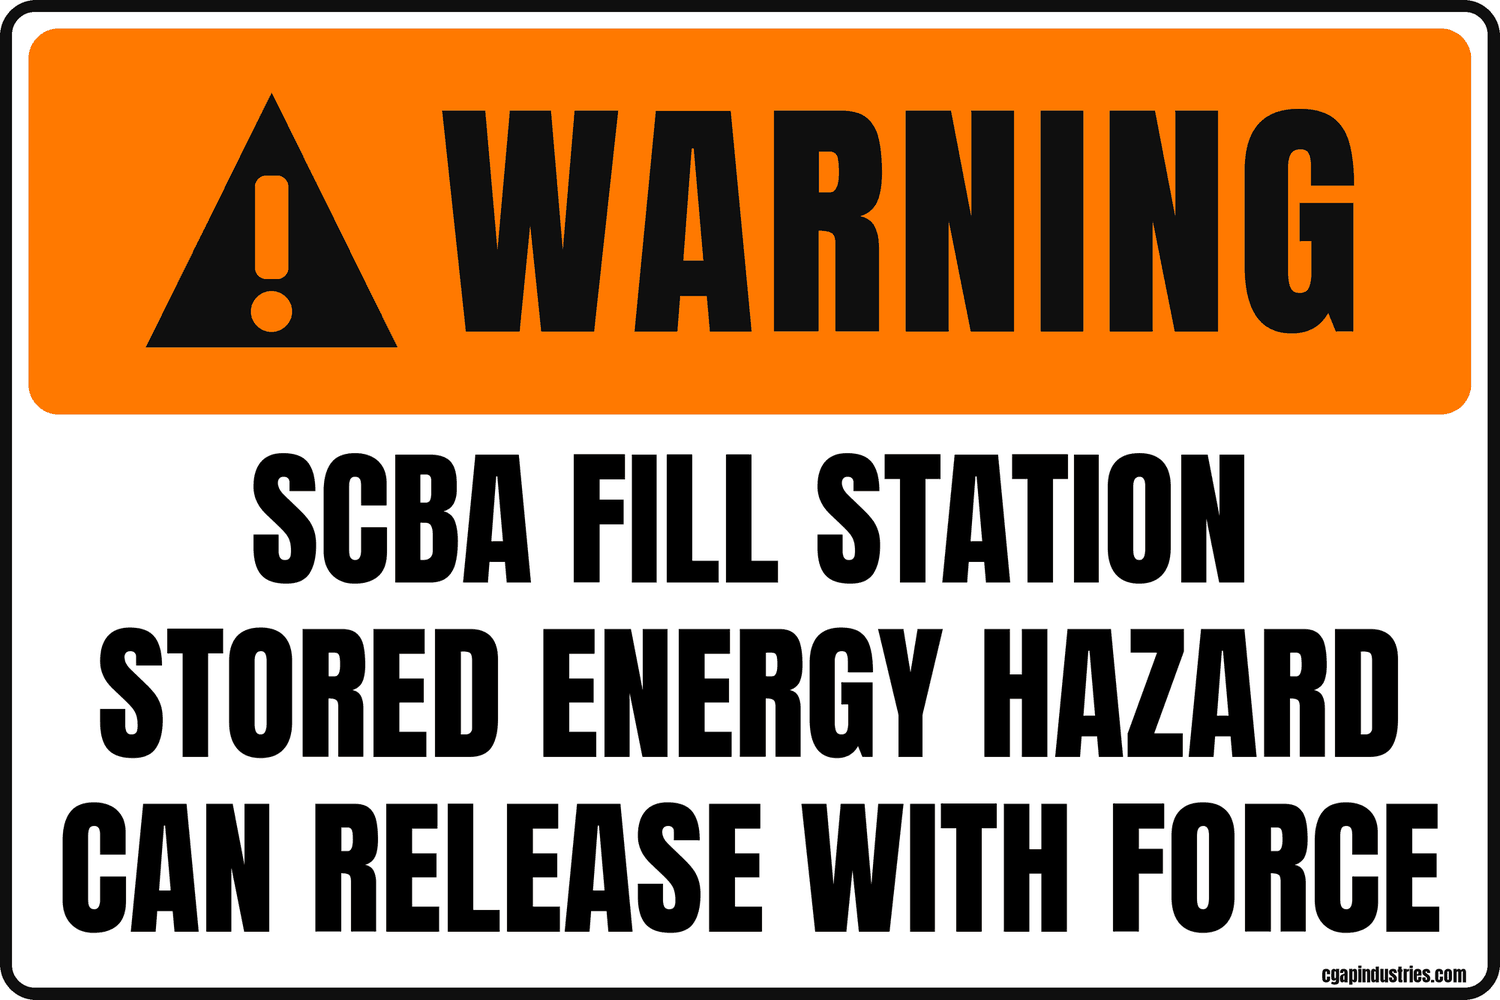 WARNING
SCBA FILL STATION
STORED ENERGY HAZARD
CAN RELEASE WITH FORCE
cgapindustries.com